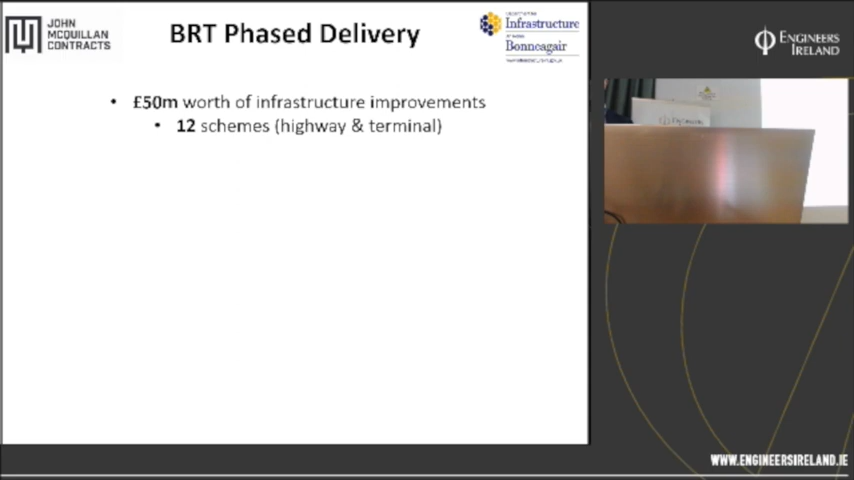 JOHN
MCQUILLAN
CONTRACTS
BRT Phased Delivery
Infrastructure
Bonneagair
ENGINEERS
IRELAND
• £50m worth of infrastructure improvements
• 12 schemes (highway & terminal)
WWW.ENGINEERSIRELAND.IE